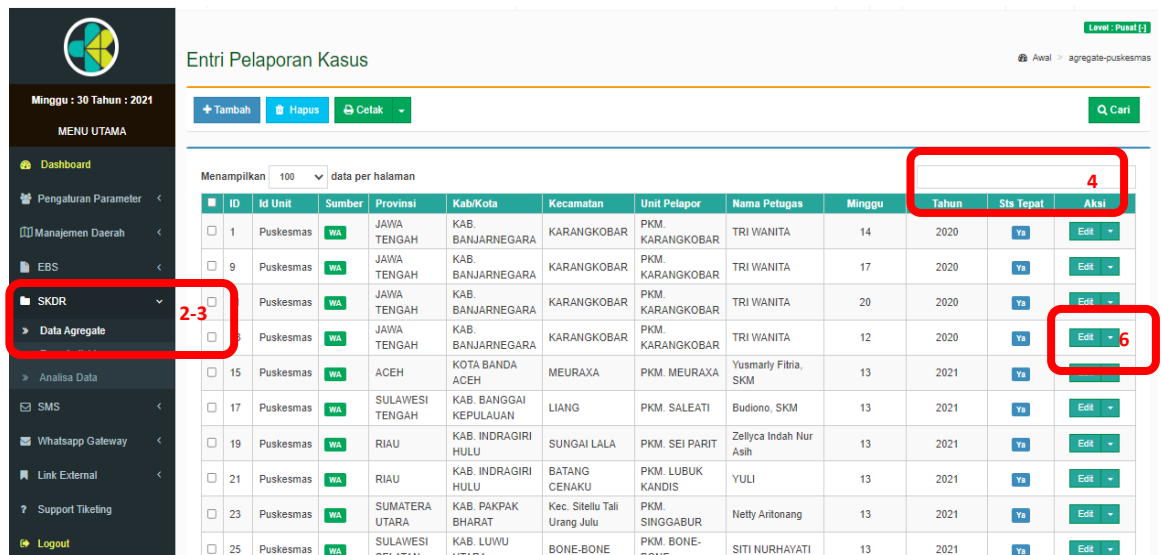 Level : Pusat [-]
Entri Pelaporan Kasus
Awal > agregate-puskesmas
Minggu : 30 Tahun : 2021
MENU UTAMA
Tambah Hapus Cetak Cari
Dashboard
Pengaturan Parameter
Manajemen Daerah
EBS
SKDR
2-3
Data Agregate
Analisa Data
SMS
Whatsapp Gateway
Link External
Support Tiketing
Logout
Menampilkan 100 data per halaman
4
ID Id Unit Sumber Provinsi Kab/Kota Kecamatan Unit Pelapor Nama Petugas Minggu Tahun Sts Tepat Aksi
1 Puskesmas WA JAWA TENGAH KAB. BANJARNEGARA KARANGKOBAR PKM. KARANGKOBAR TRI WANITA 14 2020 Ya Edit
9 Puskesmas WA JAWA TENGAH KAB. BANJARNEGARA KARANGKOBAR PKM. KARANGKOBAR TRI WANITA 17 2020 Ya Edit
Puskesmas WA JAWA TENGAH KAB. BANJARNEGARA KARANGKOBAR PKM. KARANGKOBAR TRI WANITA 20 2020 Ya Edit
Puskesmas WA JAWA TENGAH KAB. BANJARNEGARA KARANGKOBAR PKM. KARANGKOBAR TRI WANITA 12 2020 Ya Edit 6
15 Puskesmas WA ACEH KOTA BANDA ACEH MEURAXA PKM. MEURAXA Yusmarly Fitria, SKM 13 2021 Ya
17 Puskesmas WA SULAWESI TENGAH KAB. BANGGAI KEPULAUAN LIANG PKM. SALEATI Budiono, SKM 13 2021 Ya Edit
19 Puskesmas WA RIAU KAB. INDRAGIRI HULU SUNGAI LALA PKM. SEI PARIT Zellyca Indah Nur Asih 13 2021 Ya Edit
21 Puskesmas WA RIAU KAB. INDRAGIRI HULU BATANG CENAKU PKM. LUBUK KANDIS YULI 13 2021 Ya Edit
23 Puskesmas WA SUMATERA UTARA KAB. PAKPAK BHARAT Kec. Sitellu Tali Urang Julu PKM. SINGGABUR Netty Aritonang 13 2021 Ya Edit
25 Puskesmas WA SULAWESI KAB. LUWU BONE-BONE PKM. BONE- SITI NURHAYATI 13 2021 Ya Edit